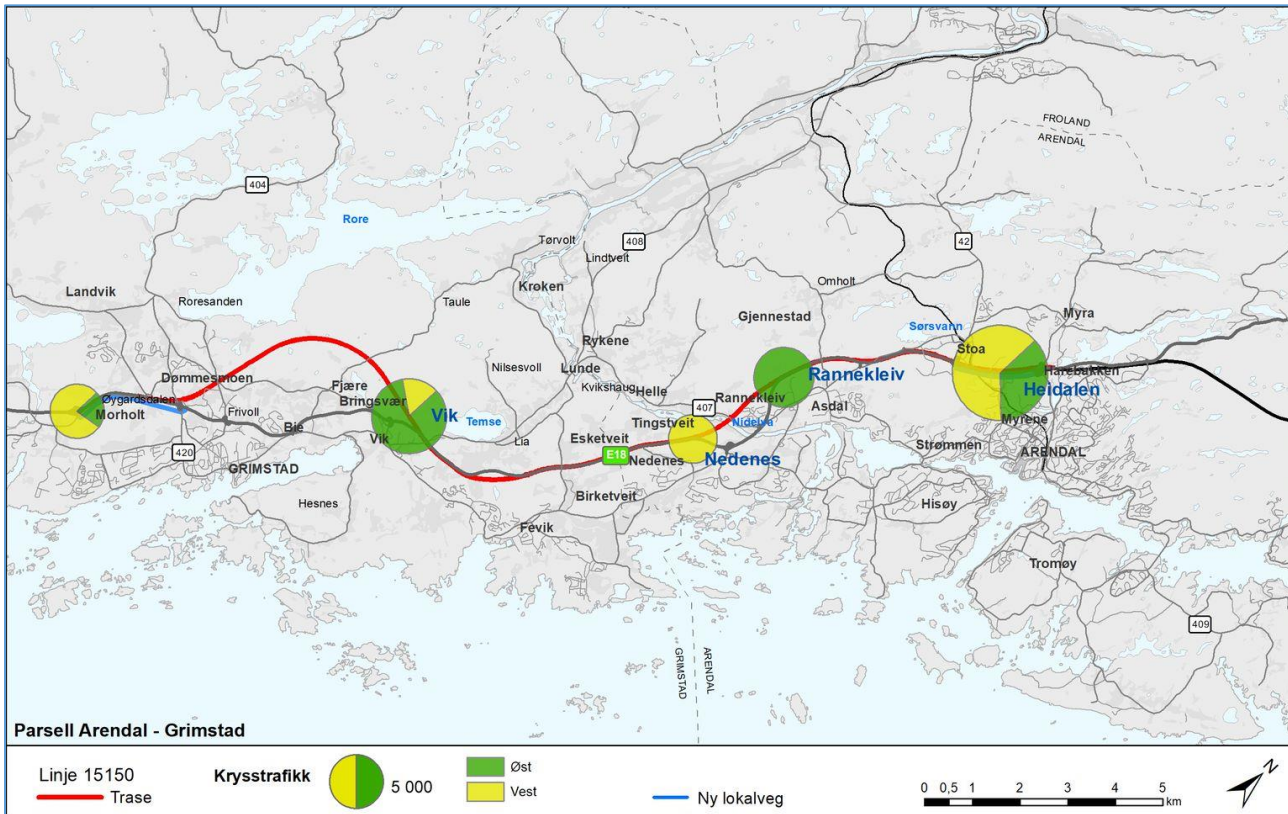 FROLAND
ARENDAL
404
Rore
Tørvolt
408
42
Lindtveit
Landvik
Roresanden
Taule
Krøken
Omholt
Gjennestad
Myra
Sørsvann
Rykene
Stoa
Nilsesvoll
Lunde
Dømmesmoen
Fjære
Kvikshaug
Helle
Rannekleiv
Harebakken
Øygardsdalen
Bringsvær
Rannekleiv
Heidalen
Morholt
Frivoll
Vik
Temse
407
Asdal
Bie
Vik
Lia
Tingstveit
Nidelva
Myrene
Esketveit
420
E18
Nedenes
Nedenes
Strømmen
ARENDAL
GRIMSTAD
Hesnes
Birketveit
Hisøy
Fevik
Tromøy
409
GRIMSTAD
ARENDAL
Parsell Arendal - Grimstad
Linje 15150
Trase
Krysstrafikk
5 000
Øst
Vest
Ny lokalveg
0 0,5 1 2 3 4 5
km
N